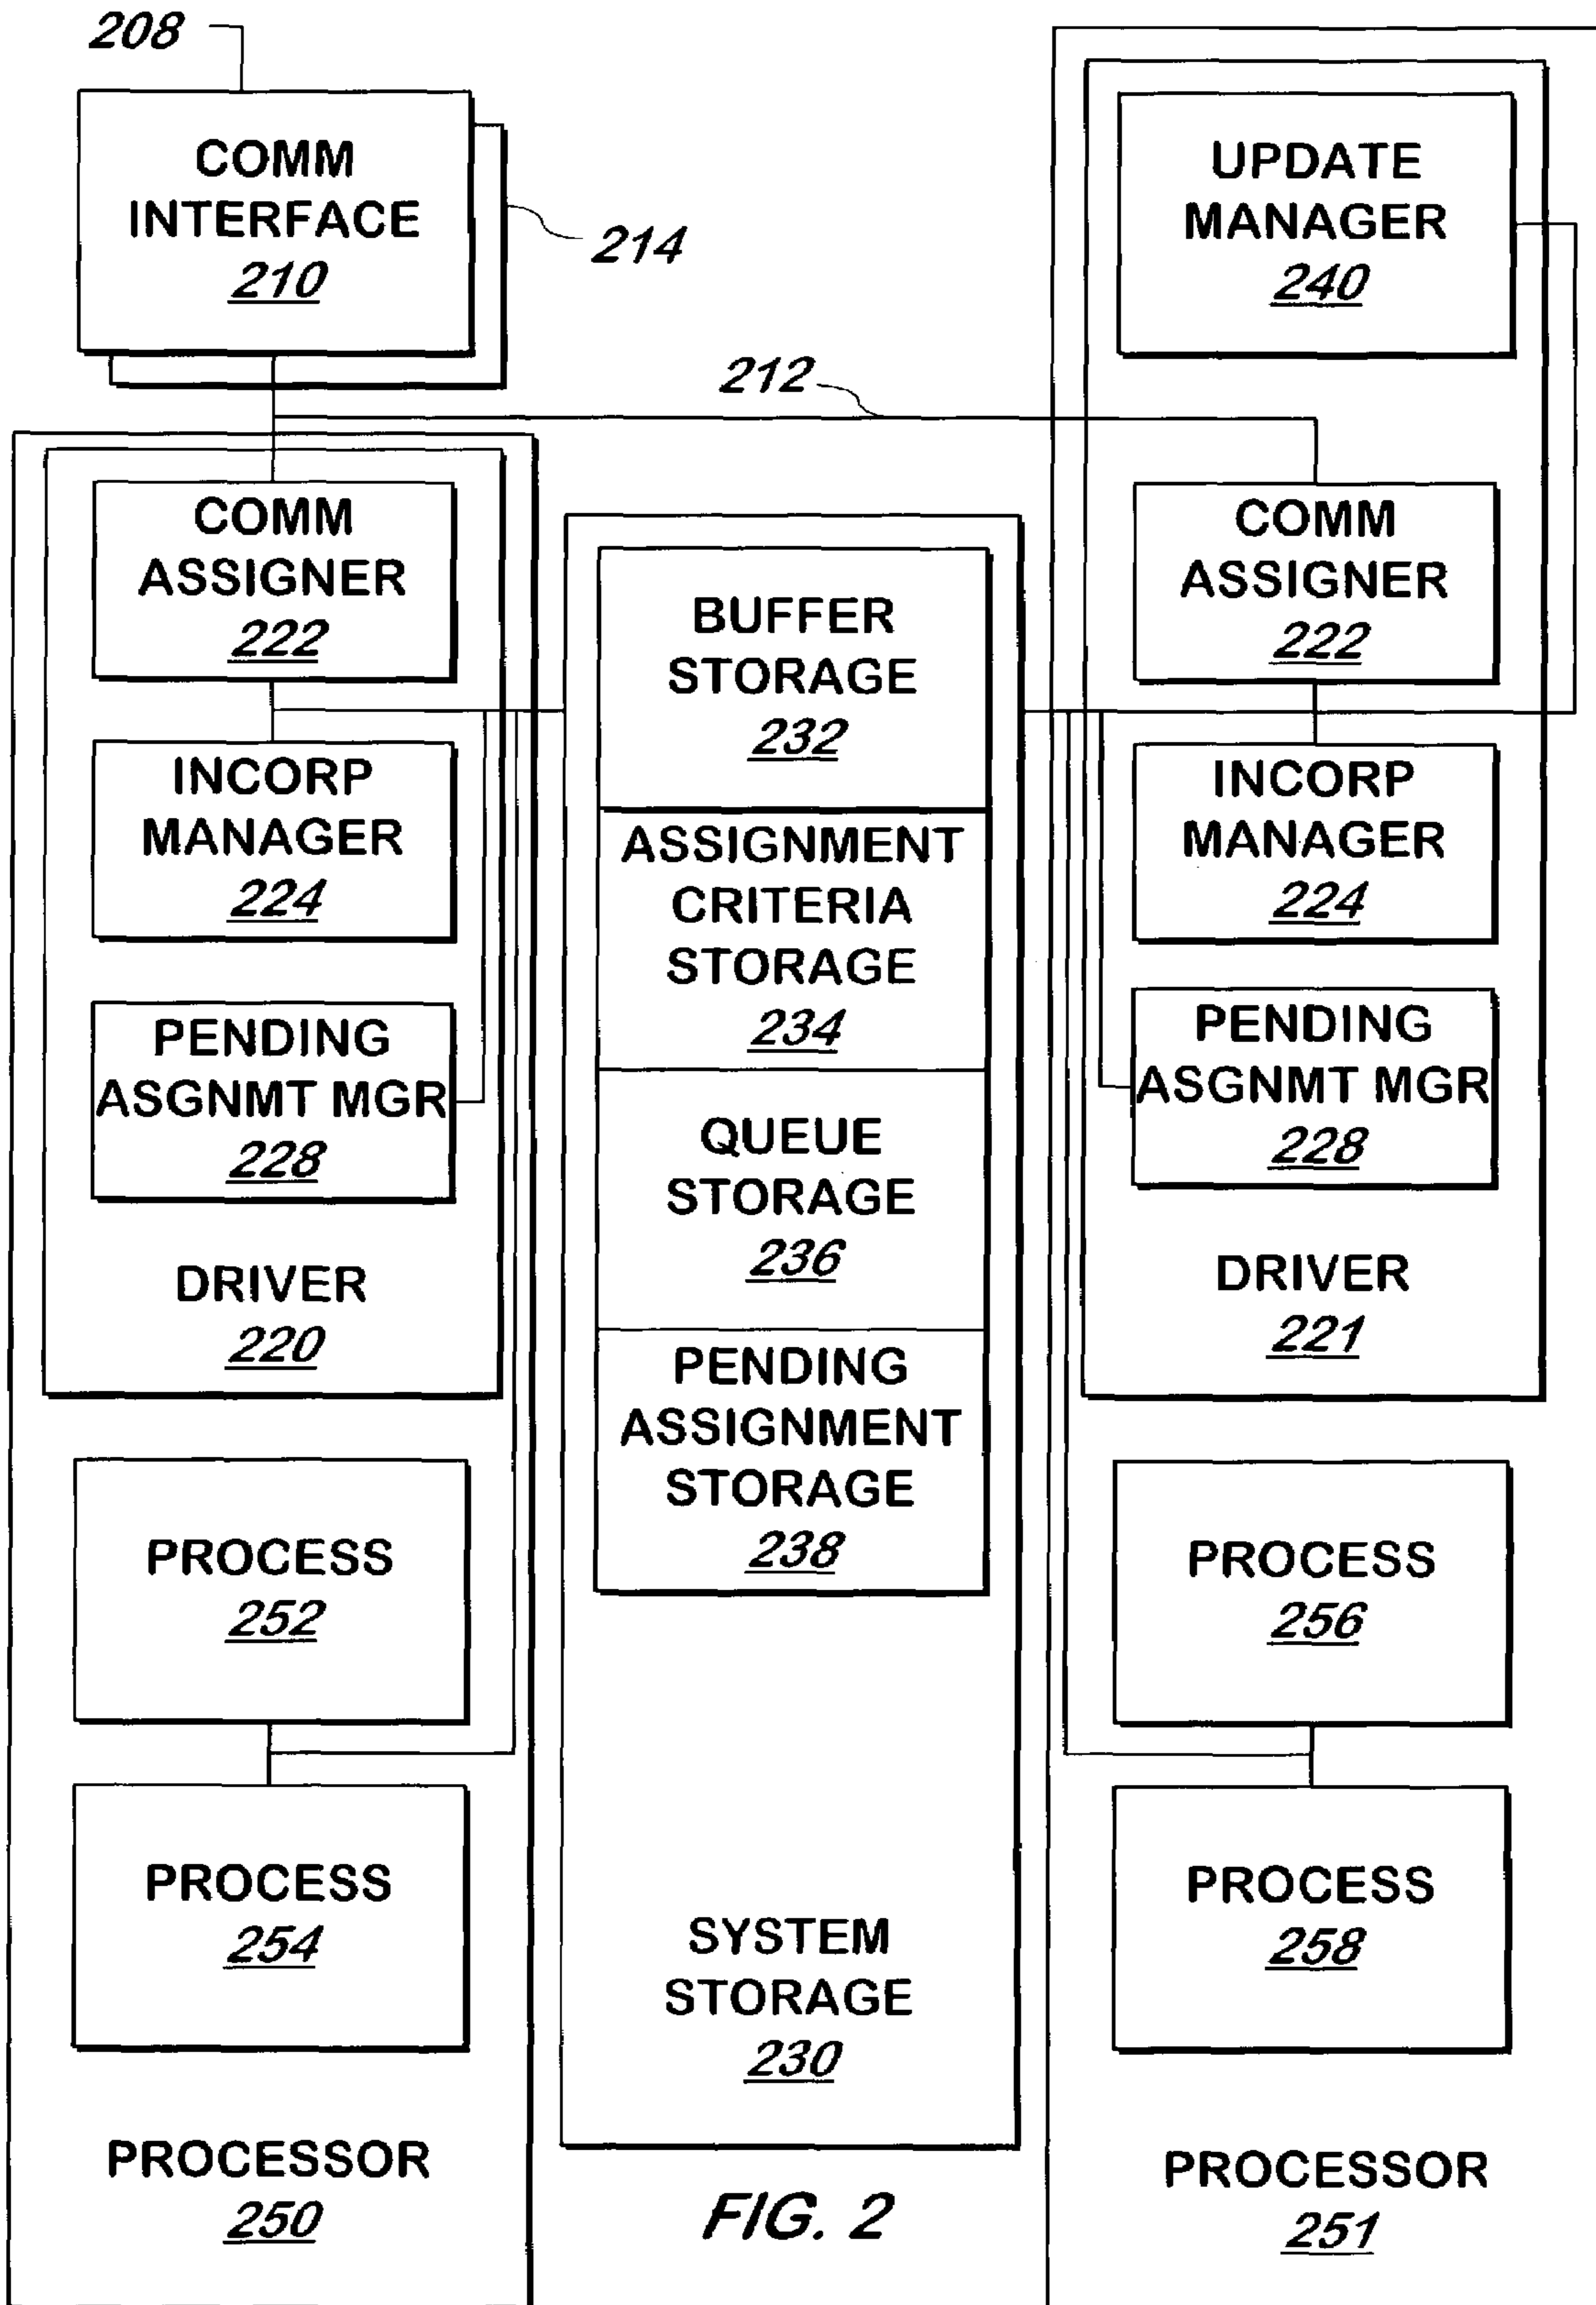 208
COMM
INTERFACE
210
214
212
UPDATE
MANAGER
240
COMM
ASSIGNER
222
INCORP
MANAGER
224
PENDING
ASGNMT MGR
228
DRIVER
220
PROCESS
252
PROCESS
254
PROCESSOR
250
BUFFER
STORAGE
232
ASSIGNMENT
CRITERIA
STORAGE
234
QUEUE
STORAGE
236
PENDING
ASSIGNMENT
STORAGE
238
SYSTEM
STORAGE
230
COMM
ASSIGNER
222
INCORP
MANAGER
224
PENDING
ASGNMT MGR
228
DRIVER
221
PROCESS
256
PROCESS
258
PROCESSOR
251
FIG. 2